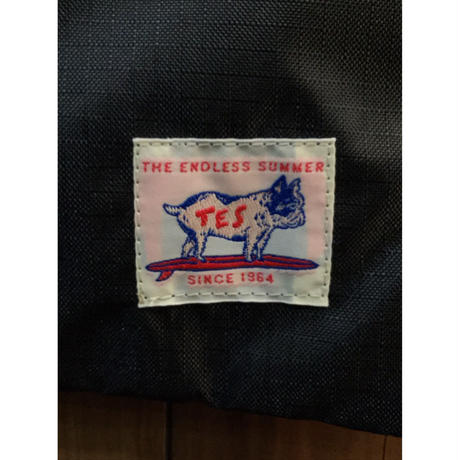 THE ENDLESS SUMMER
TES
SINCE 1964